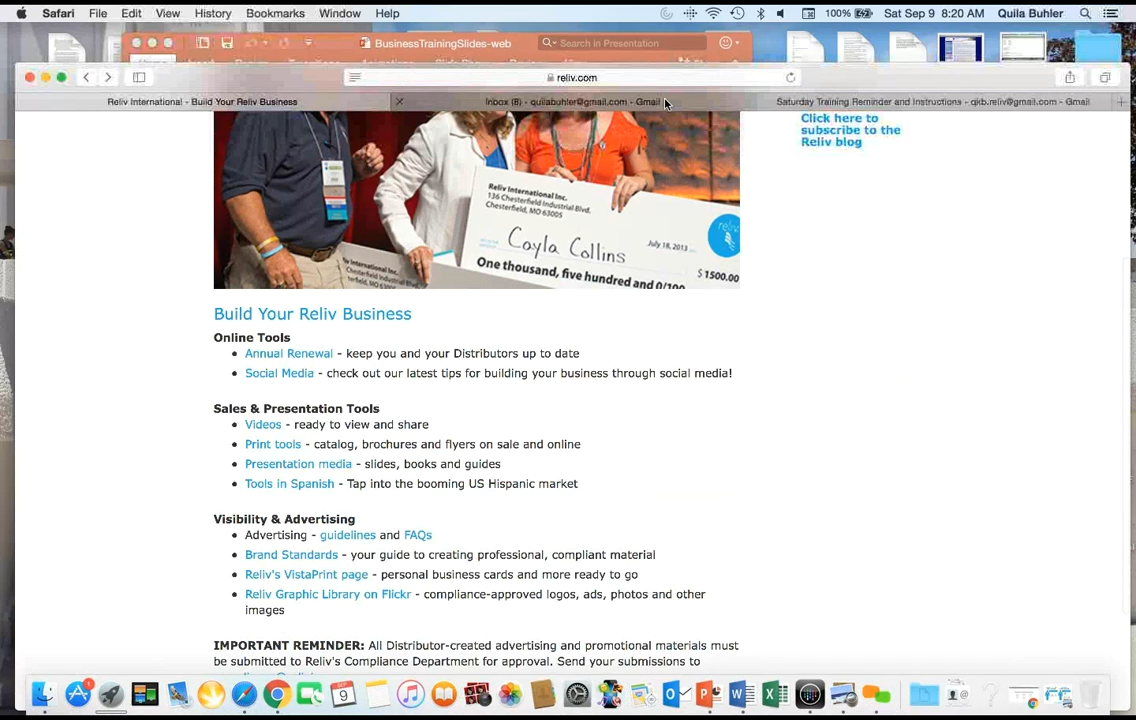 Safari File Edit View History Bookmarks Window Help 100% Sat Sep 9 8:20 AM Quila Buhler
BusinessTrainingSlides-web Search in Presentation
reliv.com
Reliv International - Build Your Reliv Business Inbox (8) - quilabuhler@gmail.com - Gmail Saturday Training Reminder and Instructions - qkb.reliv@gmail.com - Gmail
Click here to
subscribe to the
Reliv blog
Reliv International Inc.
136 Chesterfield Industrial Blvd.
Chesterfield, MO 63005
reliv
July 18, 2013
Cayla Collins
$ 1500.00
One thousand, five hundred and 0/100
Reliv International Inc.
Build Your Reliv Business
Online Tools
• Annual Renewal - keep you and your Distributors up to date
• Social Media - check out our latest tips for building your business through social media!
Sales & Presentation Tools
• Videos - ready to view and share
• Print tools - catalog, brochures and flyers on sale and online
• Presentation media - slides, books and guides
• Tools in Spanish - Tap into the booming US Hispanic market
Visibility & Advertising
• Advertising - guidelines and FAQs
• Brand Standards - your guide to creating professional, compliant material
• Reliv's VistaPrint page - personal business cards and more ready to go
• Reliv Graphic Library on Flickr - compliance-approved logos, ads, photos and other
images
IMPORTANT REMINDER: All Distributor-created advertising and promotional materials must
be submitted to Reliv's Compliance Department for approval. Send your submissions to